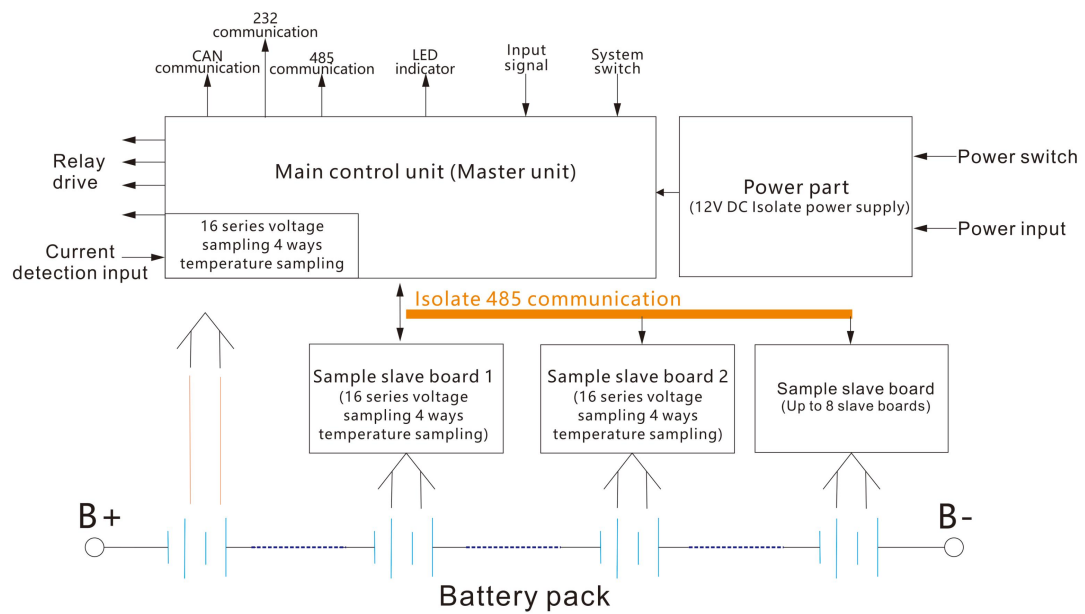 232
communication
CAN
communication
485
communication
LED
indicator
Input
signal
System
switch
Relay
drive
Main control unit (Master unit)
Power part
(12V DC Isolate power supply)
Power switch
Power input
16 series voltage
sampling 4 ways
temperature sampling
Current
detection input
Isolate 485 communication
Sample slave board 1
(16 series voltage
sampling 4 ways
temperature sampling)
Sample slave board 2
(16 series voltage
sampling 4 ways
temperature sampling)
Sample slave board
(Up to 8 slave boards)
B+
B-
Battery pack